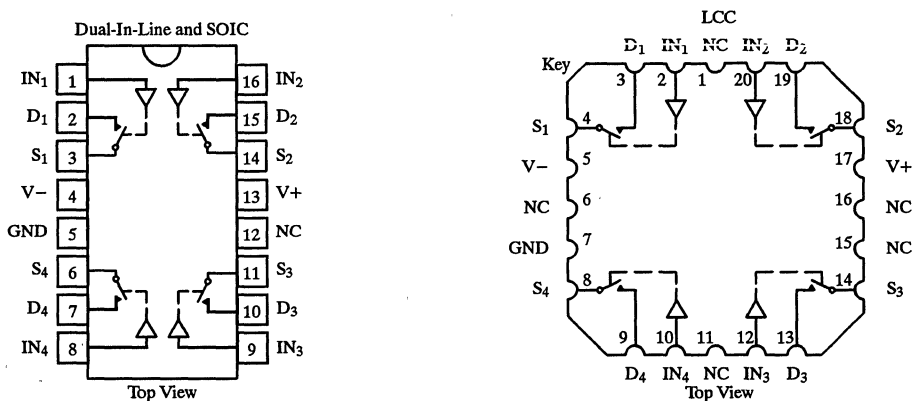 Dual-In-Line and SOIC
IN1 1 16 IN2
D1 2 15 D2
S1 3 14 S2
V− 4 13 V+
GND 5 12 NC
S4 6 11 S3
D4 7 10 D3
IN4 8 9 IN3
Top View
LCC
D1 IN1 NC IN2 D2
Key 3 2 1 20 19
S1 4 18 S2
V− 5 17 V+
NC 6 16 NC
GND 7 15 NC
S4 8 14 S3
9 10 11 12 13
D4 IN4 NC IN3 D3
Top View